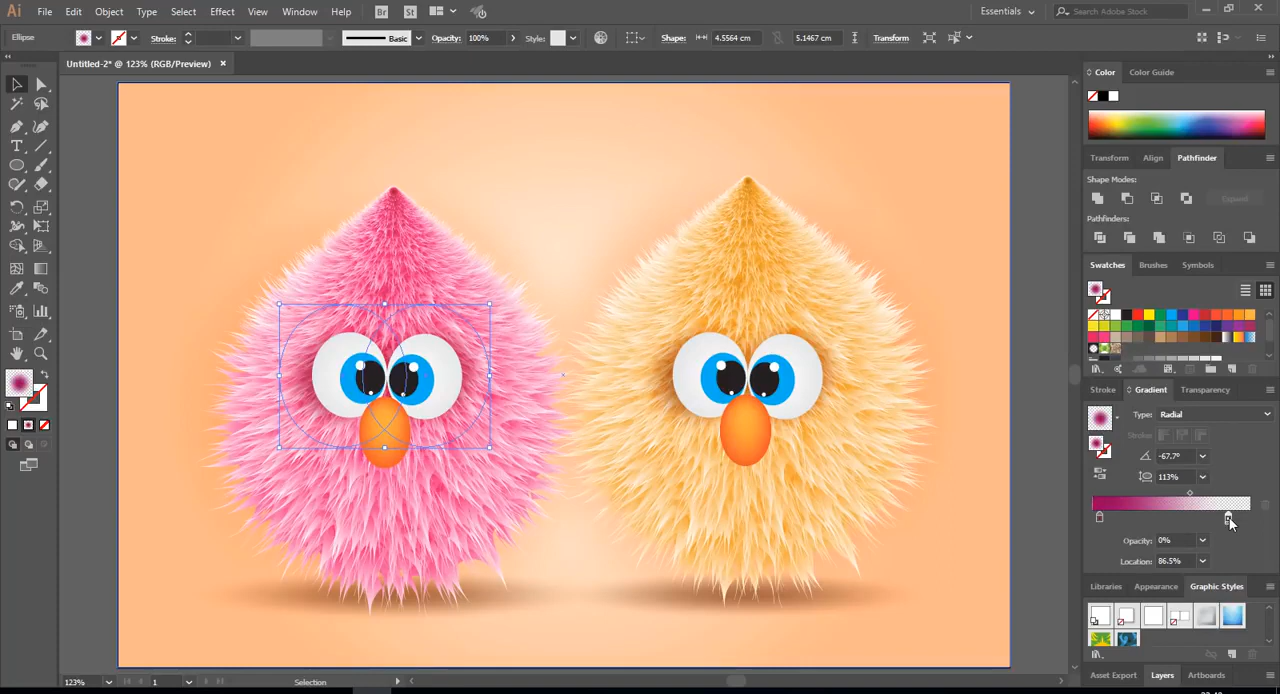 Ai File Edit Object Type Select Effect View Window Help Br St Essentials Search Adobe Stock
Ellipse Stroke: Basic Opacity: 100% Style: Shape: 4.5564 cm 5.1467 cm Transform
Untitled-2* @ 123% (RGB/Preview)
Color Color Guide
Transform Align Pathfinder
Shape Modes:
Expand
Pathfinders:
Swatches Brushes Symbols
Stroke Gradient Transparency
Type: Radial
Stroke:
-67.7°
113%
Opacity: 0%
Location: 86.5%
Libraries Appearance Graphic Styles
Asset Export Layers Artboards
123% 1 Selection